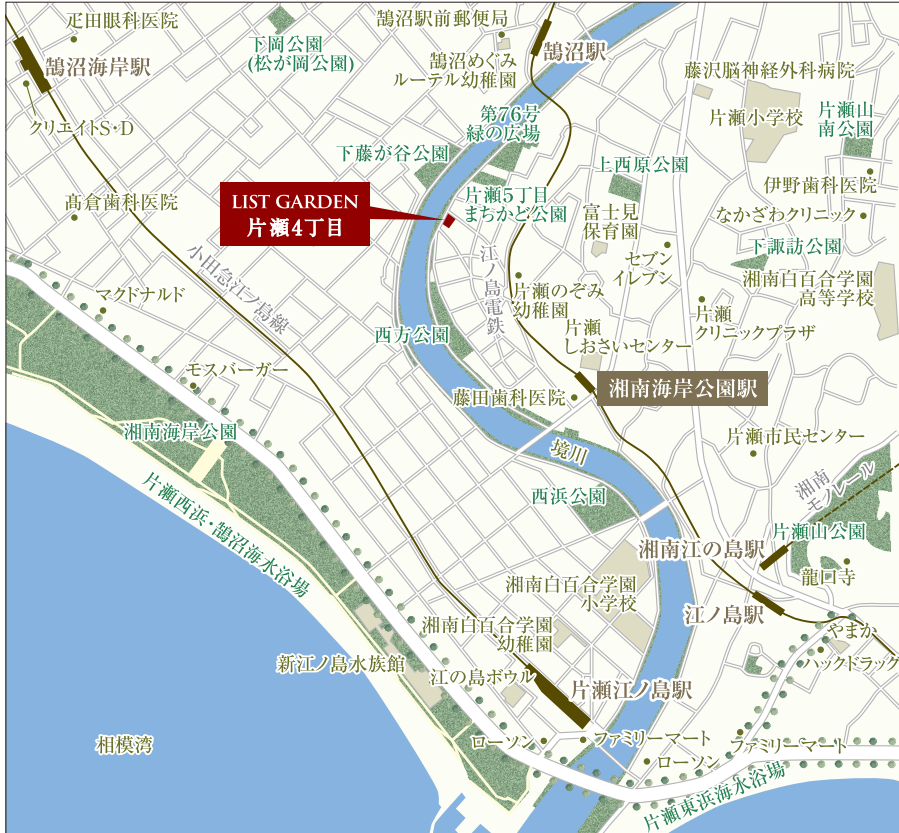 疋田眼科医院
鵠沼海岸駅
クリエイトS・D
下岡公園
(松が岡公園)
鵠沼駅前郵便局
鵠沼めぐみ
ルーテル幼稚園
鵠沼駅
第76号
緑の広場
藤沢脳神経外科病院
片瀬小学校
片瀬山
南公園
下藤が谷公園
上西原公園
伊野歯科医院
LIST GARDEN
片瀬4丁目
片瀬5丁目
まちかど公園
髙倉歯科医院
富士見
保育園
なかざわクリニック
セブン
イレブン
下諏訪公園
江ノ島電鉄
小田急江ノ島線
マクドナルド
片瀬のぞみ
幼稚園
湘南白百合学園
高等学校
西方公園
片瀬
しおさいセンター
片瀬
クリニックプラザ
モスバーガー
藤田歯科医院
湘南海岸公園駅
湘南海岸公園
境川
片瀬市民センター
片瀬西浜・鵠沼海水浴場
西浜公園
湘南
モノレール
片瀬山公園
湘南江の島駅
龍口寺
湘南白百合学園
小学校
江ノ島駅
湘南白百合学園
幼稚園
やまか
ハックドラッグ
新江ノ島水族館
江の島ボウル
片瀬江ノ島駅
相模湾
ローソン
ファミリーマート
ファミリーマート
ローソン
片瀬東浜海水浴場